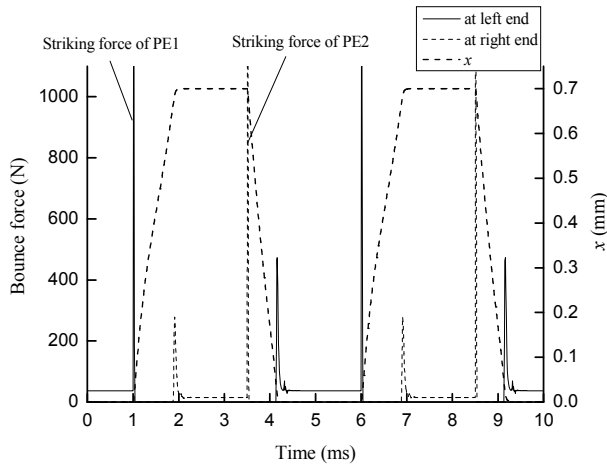 at left end
at right end
x
Striking force of PE1
Striking force of PE2
Bounce force (N)
1000
800
600
400
200
0
0.7
0.6
0.5
0.4
0.3
0.2
0.1
0.0
x (mm)
0 1 2 3 4 5 6 7 8 9 10
Time (ms)